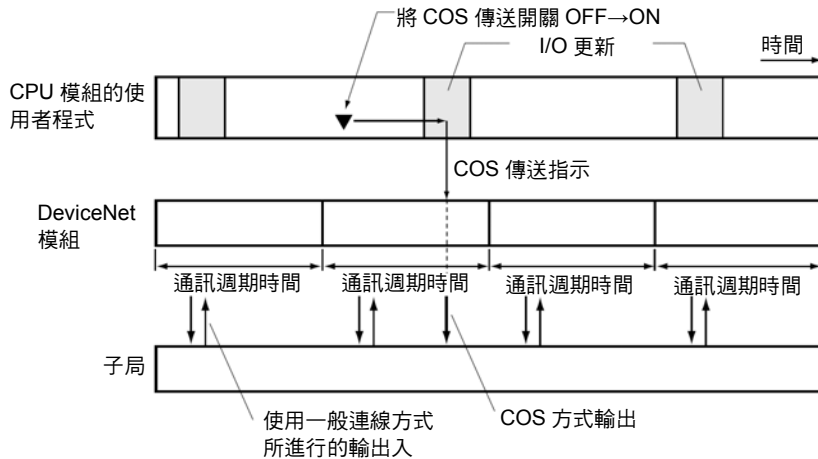 將 COS 傳送開關 OFF→ON
I/O 更新
時間
CPU 模組的使
用者程式
COS 傳送指示
DeviceNet
模組
通訊週期時間
通訊週期時間
通訊週期時間
通訊週期時間
子局
使用一般連線方式
所進行的輸出入
COS 方式輸出